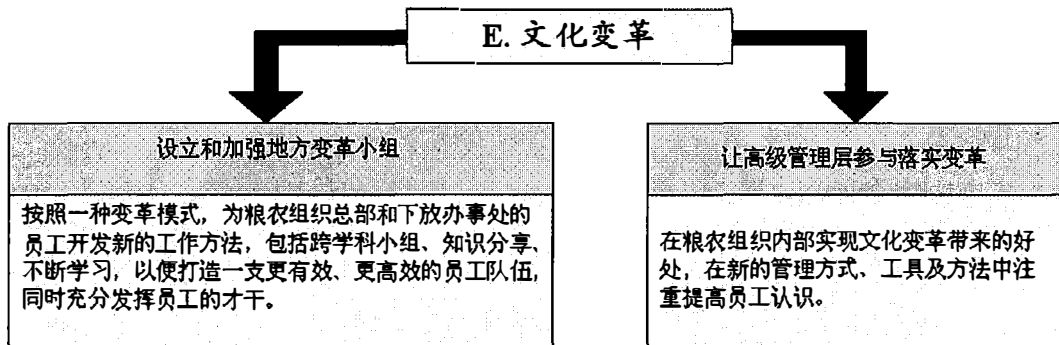 E. 文化变革
设立和加强地方变革小组
按照一种变革模式，为粮农组织总部和下放办事处的
员工开发新的工作方法，包括跨学科小组、知识分享、
不断学习，以便打造一支更有效、更高效的员工队伍，
同时充分发挥员工的才干。
让高级管理层参与落实变革
在粮农组织内部实现文化变革带来的好
处，在新的管理方式、工具及方法中注
重提高员工认识。